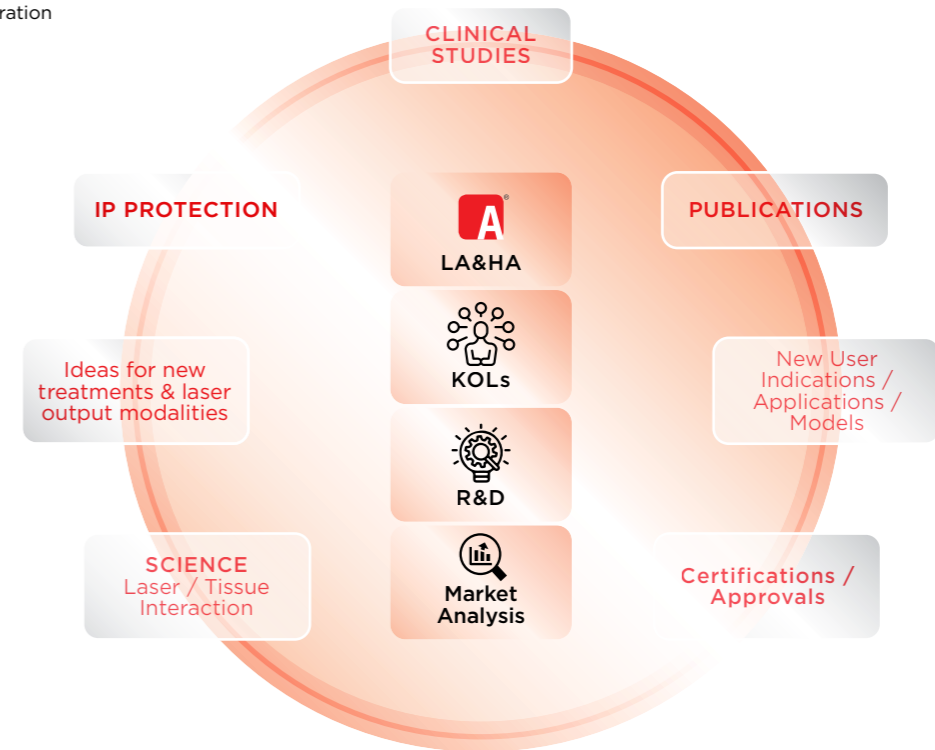 ration
CLINICAL
STUDIES
IP PROTECTION
A®
LA&HA
PUBLICATIONS
Ideas for new
treatments & laser
output modalities
KOLs
New User
Indications /
Applications /
Models
R&D
SCIENCE
Laser / Tissue
Interaction
Market
Analysis
Certifications /
Approvals